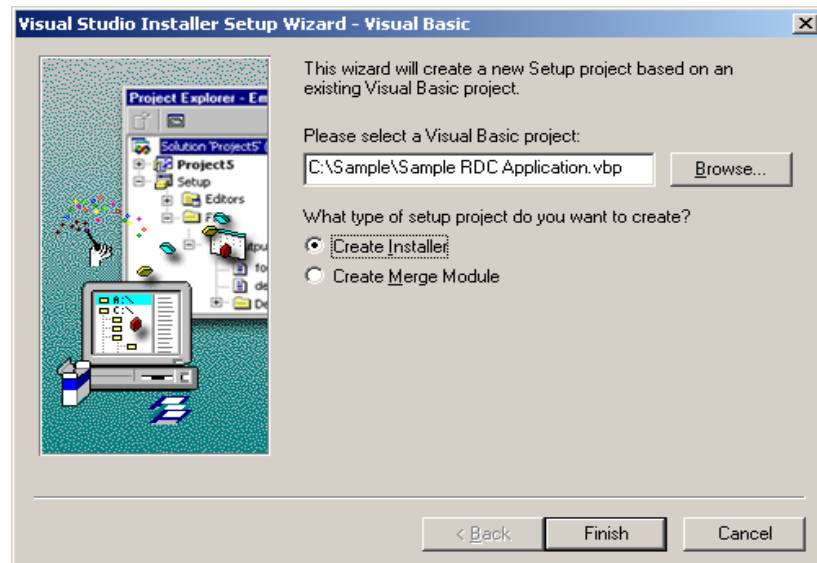 Visual Studio Installer Setup Wizard - Visual Basic
This wizard will create a new Setup project based on an
existing Visual Basic project.
Project Explorer - Em
Solution 'Project5' (
Project5
Setup
Editors
A:\
C:\
Please select a Visual Basic project:
C:\Sample\Sample RDC Application.vbp
Browse...
What type of setup project do you want to create?
Create Installer
Create Merge Module
< Back
Finish
Cancel